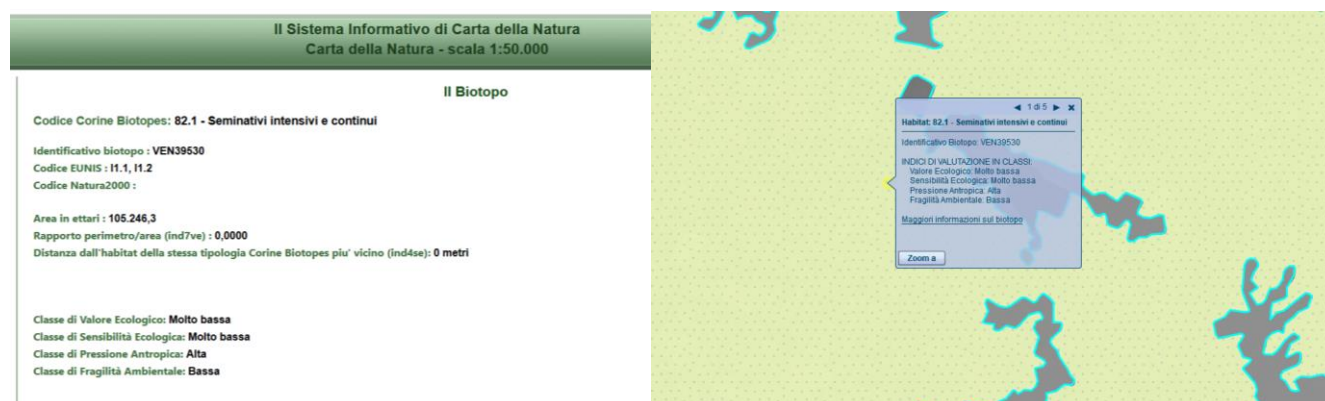 Il Sistema Informativo di Carta della Natura
Carta della Natura - scala 1:50.000
Il Biotopo
Codice Corine Biotopes: 82.1 - Seminativi intensivi e continui
Identificativo biotopo : VEN39530
Codice EUNIS : I1.1, I1.2
Codice Natura2000 :
Area in ettari : 105.246,3
Rapporto perimetro/area (ind7ve) : 0,0000
Distanza dall'habitat della stessa tipologia Corine Biotopes piu' vicino (ind4se): 0 metri
Classe di Valore Ecologico: Molto bassa
Classe di Sensibilità Ecologica: Molto bassa
Classe di Pressione Antropica: Alta
Classe di Fragilità Ambientale: Bassa
1 di 5
Habitat: 82.1 - Seminativi intensivi e continui
Identificativo Biotopo: VEN39530
INDICI DI VALUTAZIONE IN CLASSI:
Valore Ecologico: Molto bassa
Sensibilità Ecologica: Molto bassa
Pressione Antropica: Alta
Fragilità Ambientale: Bassa
Maggiori informazioni sul biotopo
Zoom a